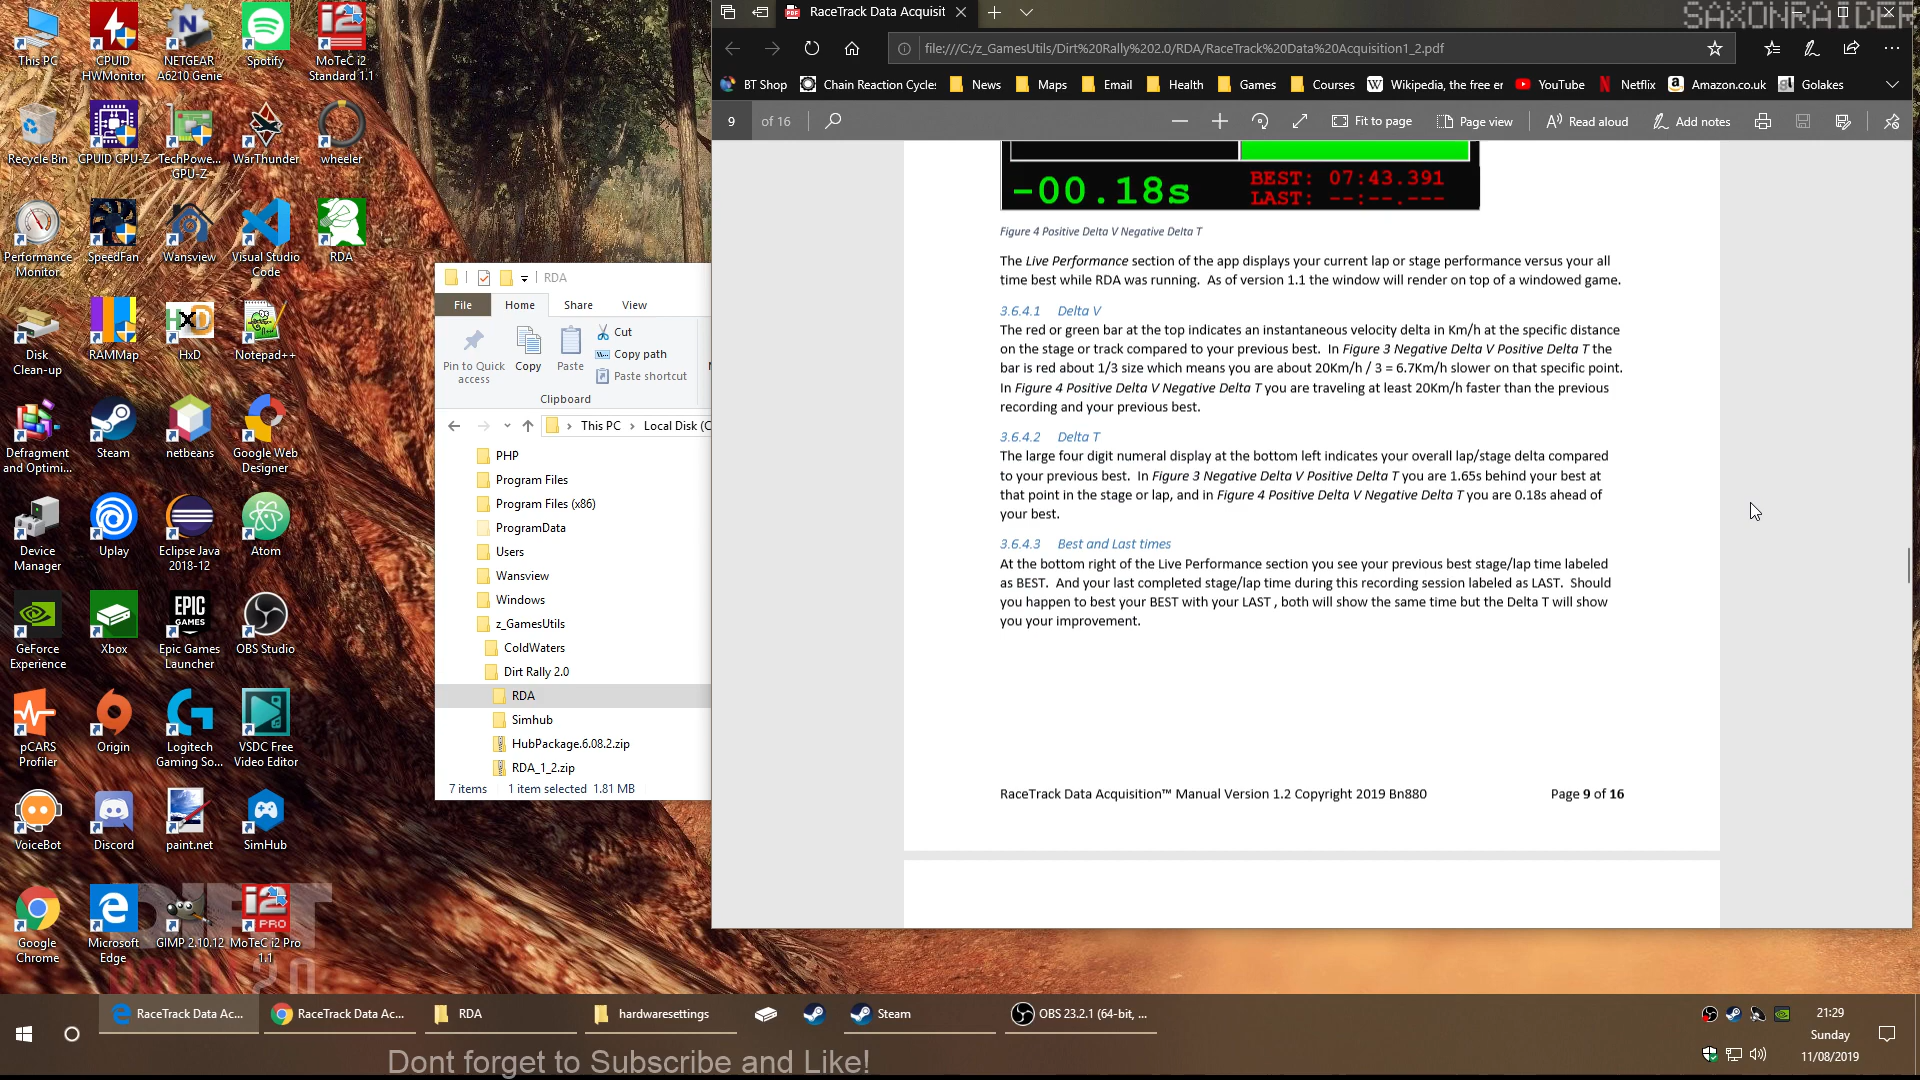 This PC
CPUID
HWMonitor
NETGEAR
A6210 Genie
Spotify
MoTeC i2
Standard 1.1
Recycle Bin
CPUID CPU-Z
TechPowe...
GPU-Z
WarThunder
wheeler
Performance
Monitor
SpeedFan
Wansview
Visual Studio
Code
RDA
Disk
Clean-up
RAMMap
HxD
Notepad++
Defragment
and Optimi...
Steam
netbeans
Google Web
Designer
Device
Manager
Uplay
Eclipse Java
2018-12
Atom
GeForce
Experience
Xbox
EPIC
GAMES
Epic Games
Launcher
OBS Studio
pCARS
Profiler
Origin
Logitech
Gaming So...
VSDC Free
Video Editor
VoiceBot
Discord
paint.net
SimHub
Google
Chrome
Microsoft
Edge
GIMP 2.10.12
i2
PRO
MoTeC i2 Pro
1.1
RDA
File Home Share View
Pin to Quick
access
Copy
Paste
Cut
Copy path
Paste shortcut
Clipboard
This PC > Local Disk (C
PHP
Program Files
Program Files (x86)
ProgramData
Users
Wansview
Windows
z_GamesUtils
ColdWaters
Dirt Rally 2.0
RDA
Simhub
HubPackage.6.08.2.zip
RDA_1_2.zip
7 items 1 item selected 1.81 MB
RaceTrack Data Acquisit
SAXONRAIDER
file:///C:/z_GamesUtils/Dirt%20Rally%202.0/RDA/RaceTrack%20Data%20Acquisition1_2.pdf
BT Shop Chain Reaction Cycle: News Maps Email Health Games Courses Wikipedia, the free er YouTube Netflix Amazon.co.uk Golakes
9 of 16 Fit to page Page view Read aloud Add notes
-00.18s
BEST: 07:43.391
LAST: --:--.---
Figure 4 Positive Delta V Negative Delta T
The Live Performance section of the app displays your current lap or stage performance versus your all
time best while RDA was running. As of version 1.1 the window will render on top of a windowed game.
3.6.4.1 Delta V
The red or green bar at the top indicates an instantaneous velocity delta in Km/h at the specific distance
on the stage or track compared to your previous best. In Figure 3 Negative Delta V Positive Delta T the
bar is red about 1/3 size which means you are about 20Km/h / 3 = 6.7Km/h slower on that specific point.
In Figure 4 Positive Delta V Negative Delta T you are traveling at least 20Km/h faster than the previous
recording and your previous best.
3.6.4.2 Delta T
The large four digit numeral display at the bottom left indicates your overall lap/stage delta compared
to your previous best. In Figure 3 Negative Delta V Positive Delta T you are 1.65s behind your best at
that point in the stage or lap, and in Figure 4 Positive Delta V Negative Delta T you are 0.18s ahead of
your best.
3.6.4.3 Best and Last times
At the bottom right of the Live Performance section you see your previous best stage/lap time labeled
as BEST. And your last completed stage/lap time during this recording session labeled as LAST. Should
you happen to best your BEST with your LAST , both will show the same time but the Delta T will show
you your improvement.
RaceTrack Data Acquisition™ Manual Version 1.2 Copyright 2019 Bn880
Page 9 of 16
RaceTrack Data Ac...
RaceTrack Data Ac...
RDA
hardwaresettings
Steam
OBS 23.2.1 (64-bit, ...
21:29
Sunday
11/08/2019
Dont forget to Subscribe and Like!